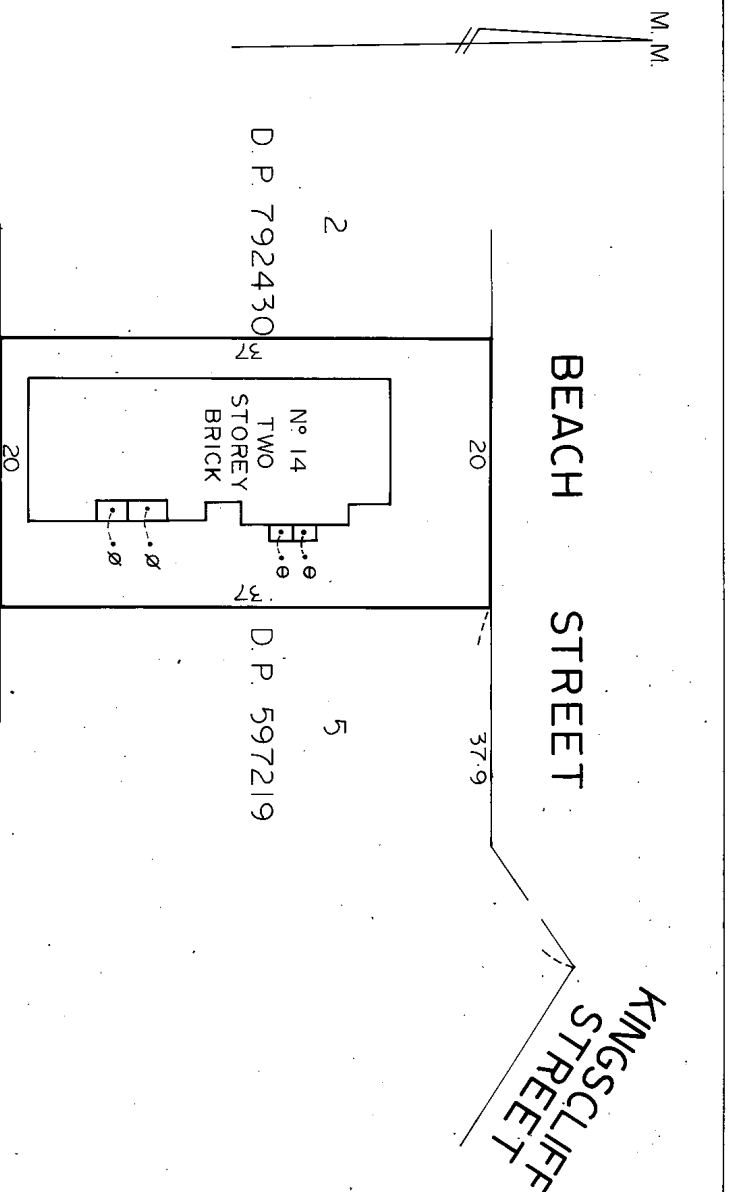 M. M.
BEACH STREET
KINGSCLIFF
STREET
20
37·9
2
D. P. 792430
37
Nº 14
TWO
STOREY
BRICK
θ
θ
ø
ø
37
5
D. P. 597219
20